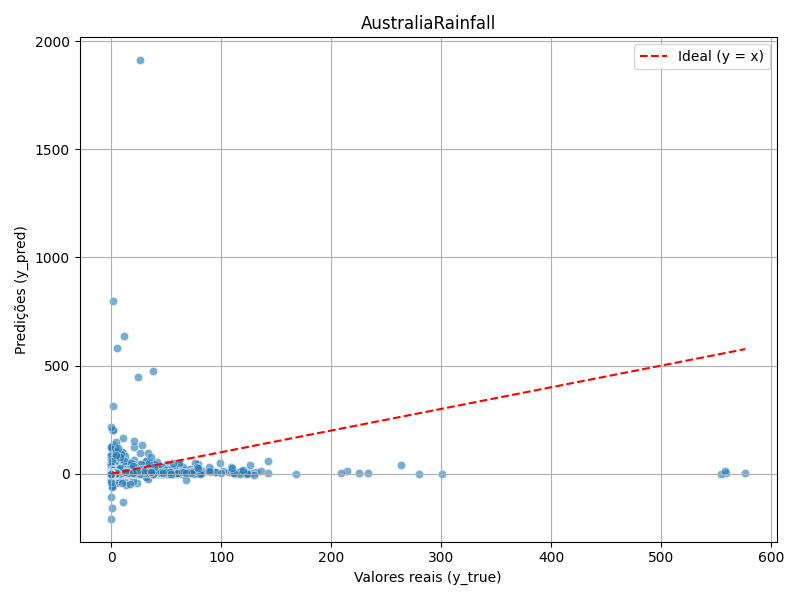 AustraliaRainfall
Ideal (y = x)
Predições (y_pred)
2000
1500
1000
500
0
0 100 200 300 400 500 600
Valores reais (y_true)